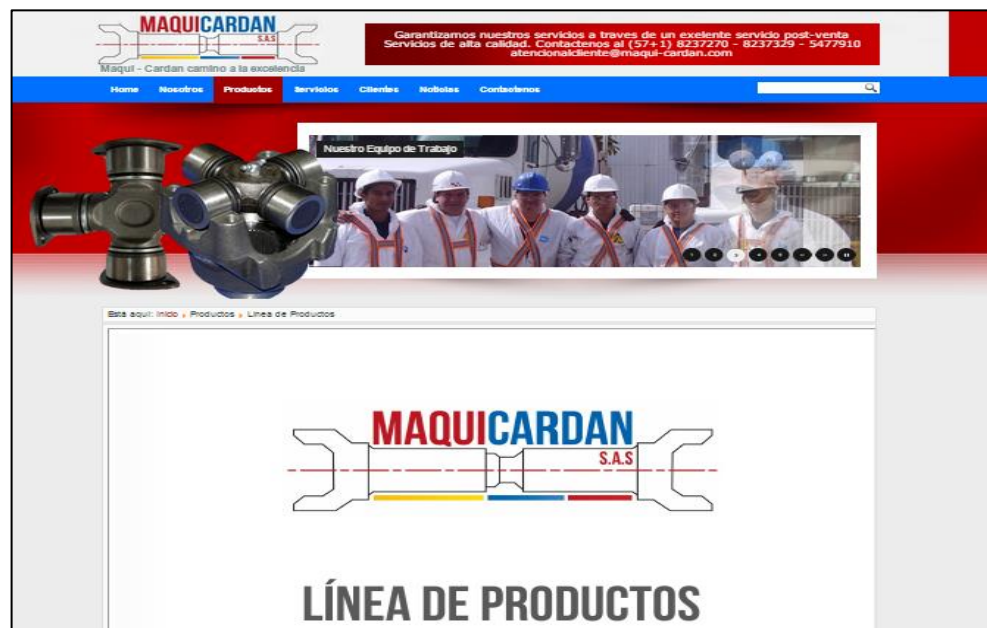 MAQUICARDAN
S.A.S
Maqui - Cardan camino a la excelencia
Garantizamos nuestros servicios a traves de un exelente servicio post-venta
Servicios de alta calidad. Contactenos al (57+1) 8237270 - 8237329 - 5477910
atencionalcliente@maqui-cardan.com
Home Nosotros Productos Servicios Clientes Noticias Contactenos
Nuestro Equipo de Trabajo
Está aquí: Inicio Productos Linea de Productos
MAQUICARDAN
S.A.S
LÍNEA DE PRODUCTOS